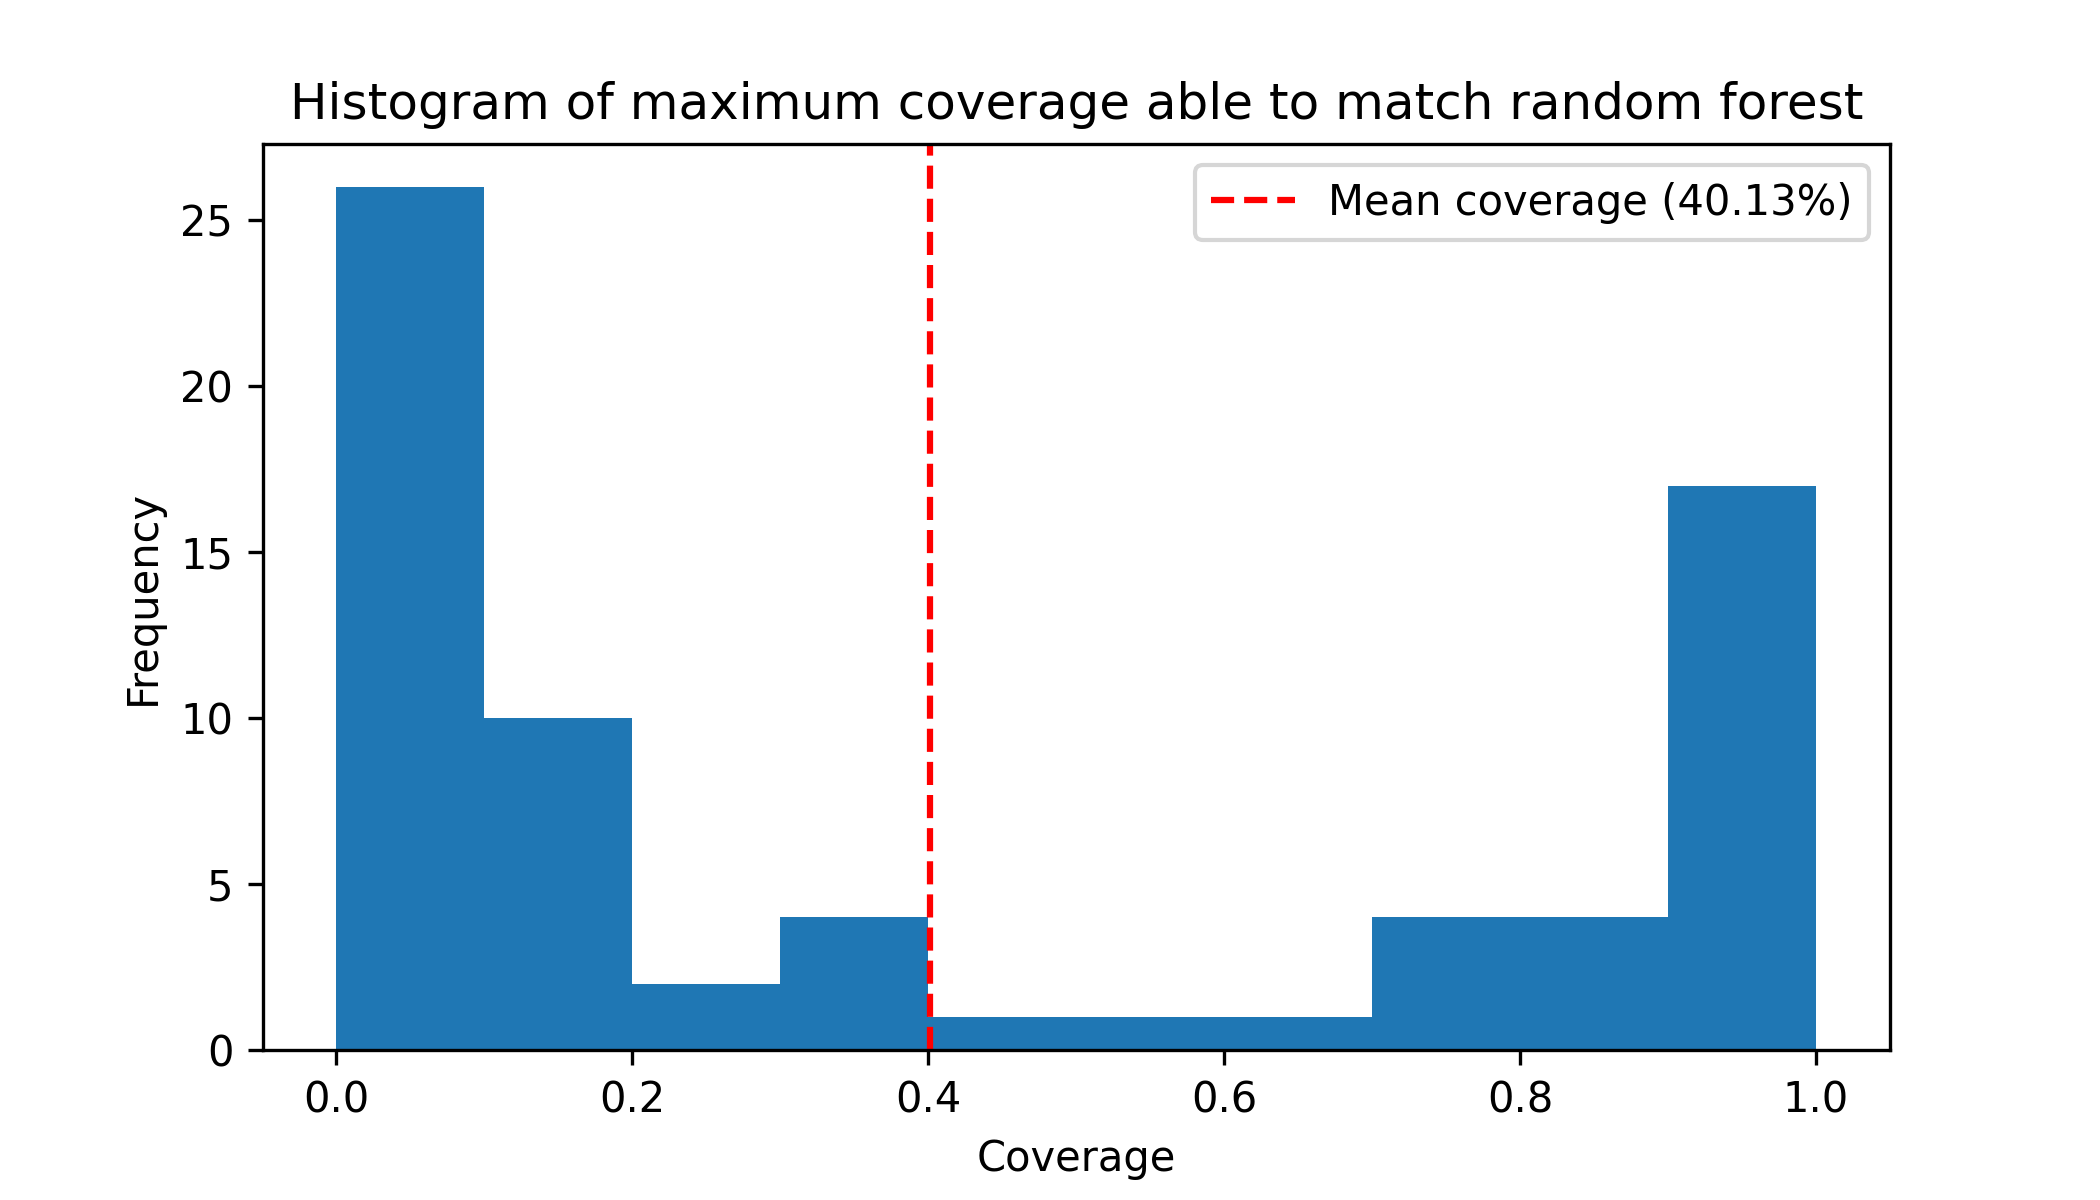 Histogram of maximum coverage able to match random forest
Mean coverage (40.13%)
25
20
15
10
5
0
Frequency
0.0 0.2 0.4 0.6 0.8 1.0
Coverage